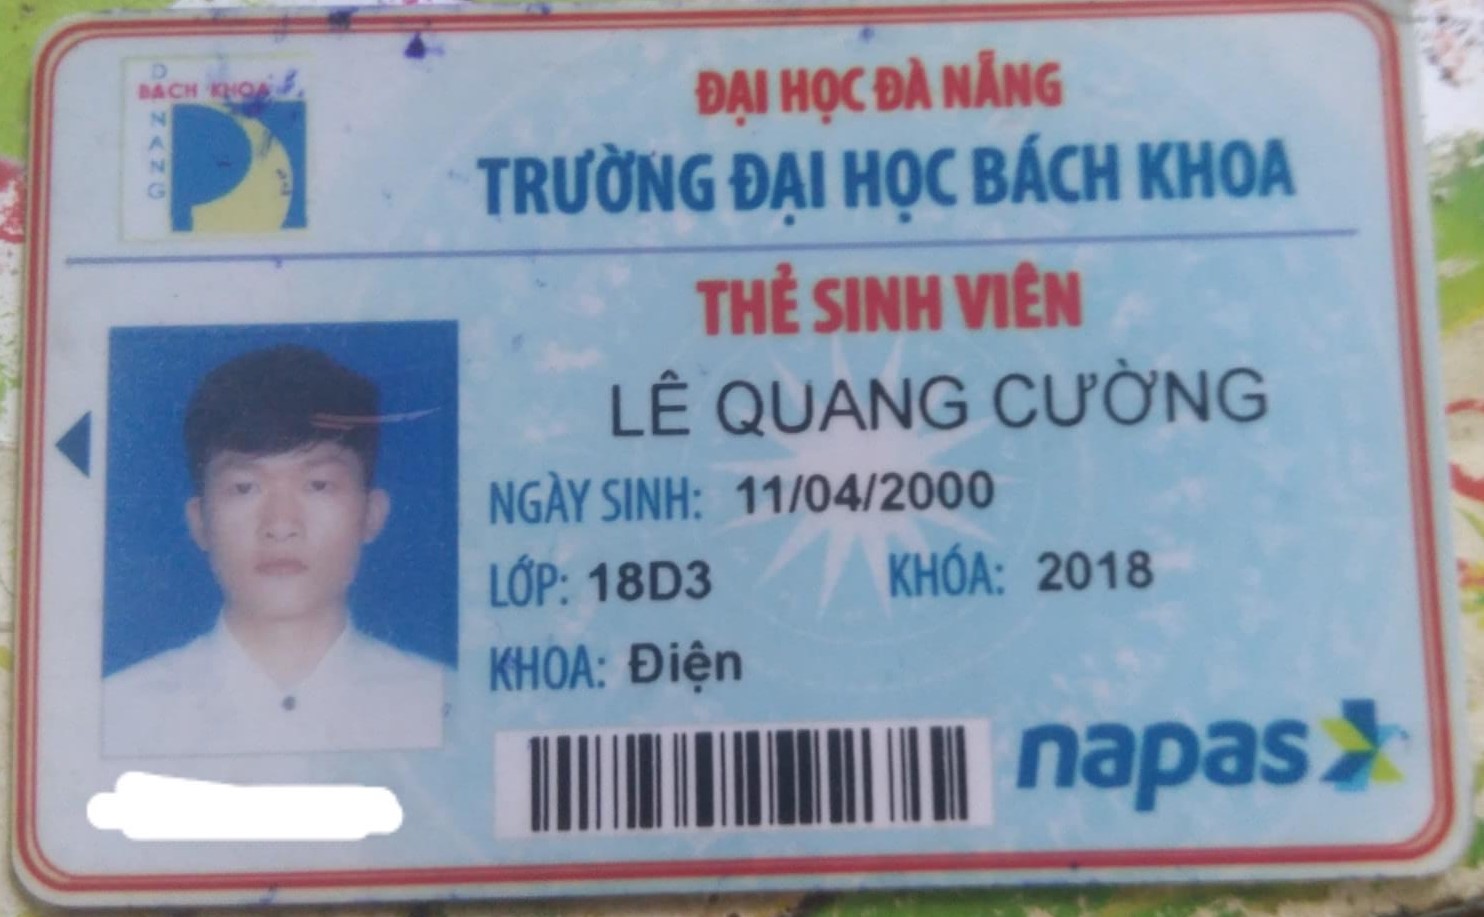 BÁCH KHOA
DANANG
ĐẠI HỌC ĐÀ NẴNG
TRƯỜNG ĐẠI HỌC BÁCH KHOA
THẺ SINH VIÊN
LÊ QUANG CƯỜNG
NGÀY SINH: 11/04/2000
LỚP: 18D3 KHÓA: 2018
KHOA: Điện
napas